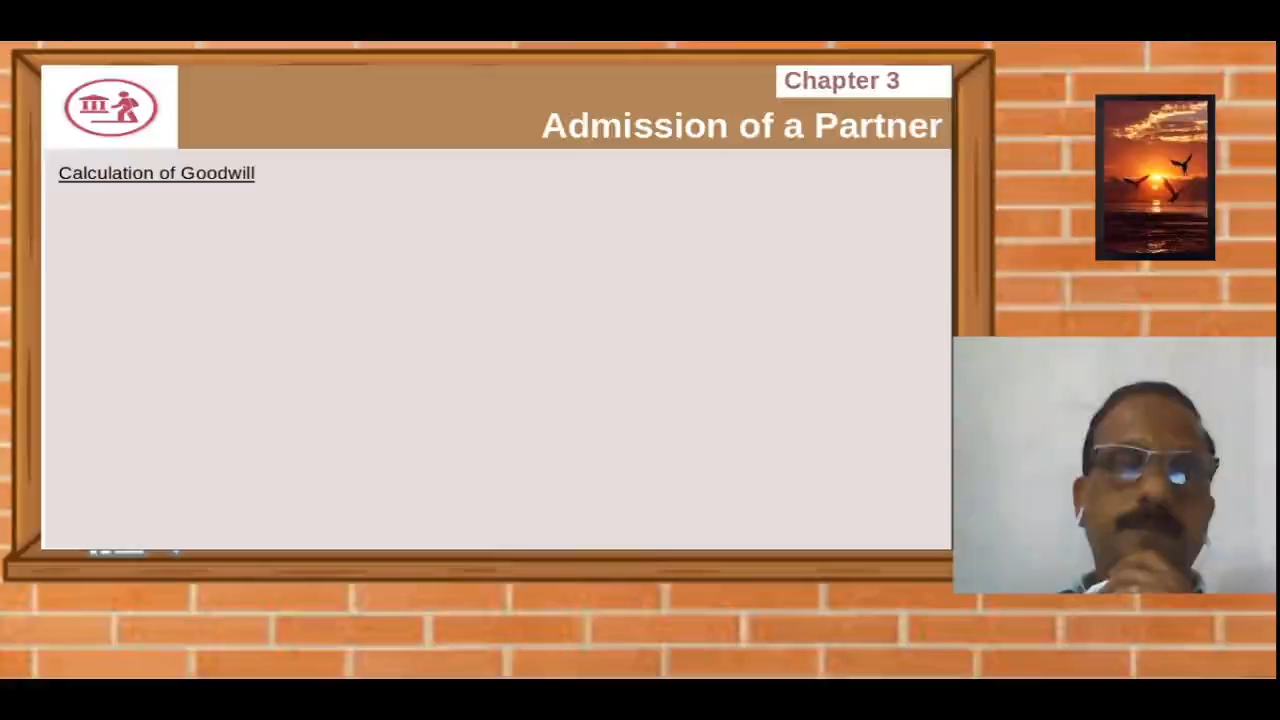 Chapter 3
Admission of a Partner
Calculation of Goodwill